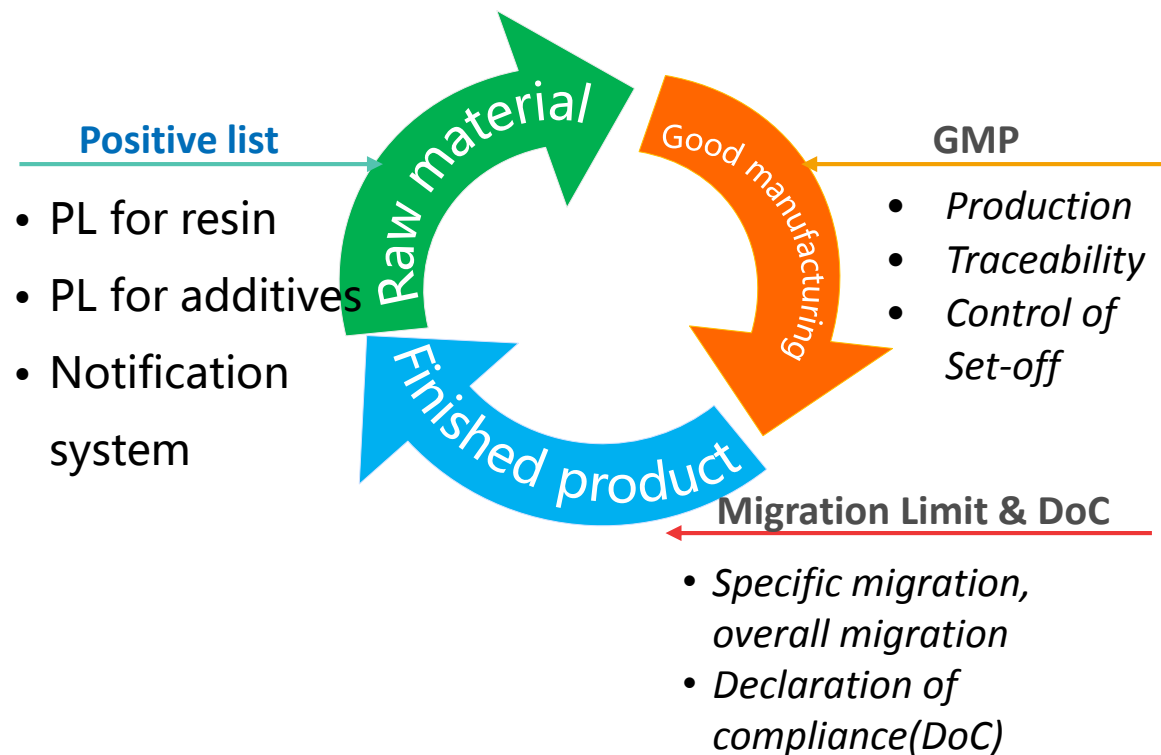 Positive list
• PL for resin
• PL for additives
• Notification
system
Raw material
Good manufacturing
Finished product
GMP
• Production
• Traceability
• Control of
Set-off
Migration Limit & DoC
• Specific migration,
overall migration
• Declaration of
compliance(DoC)